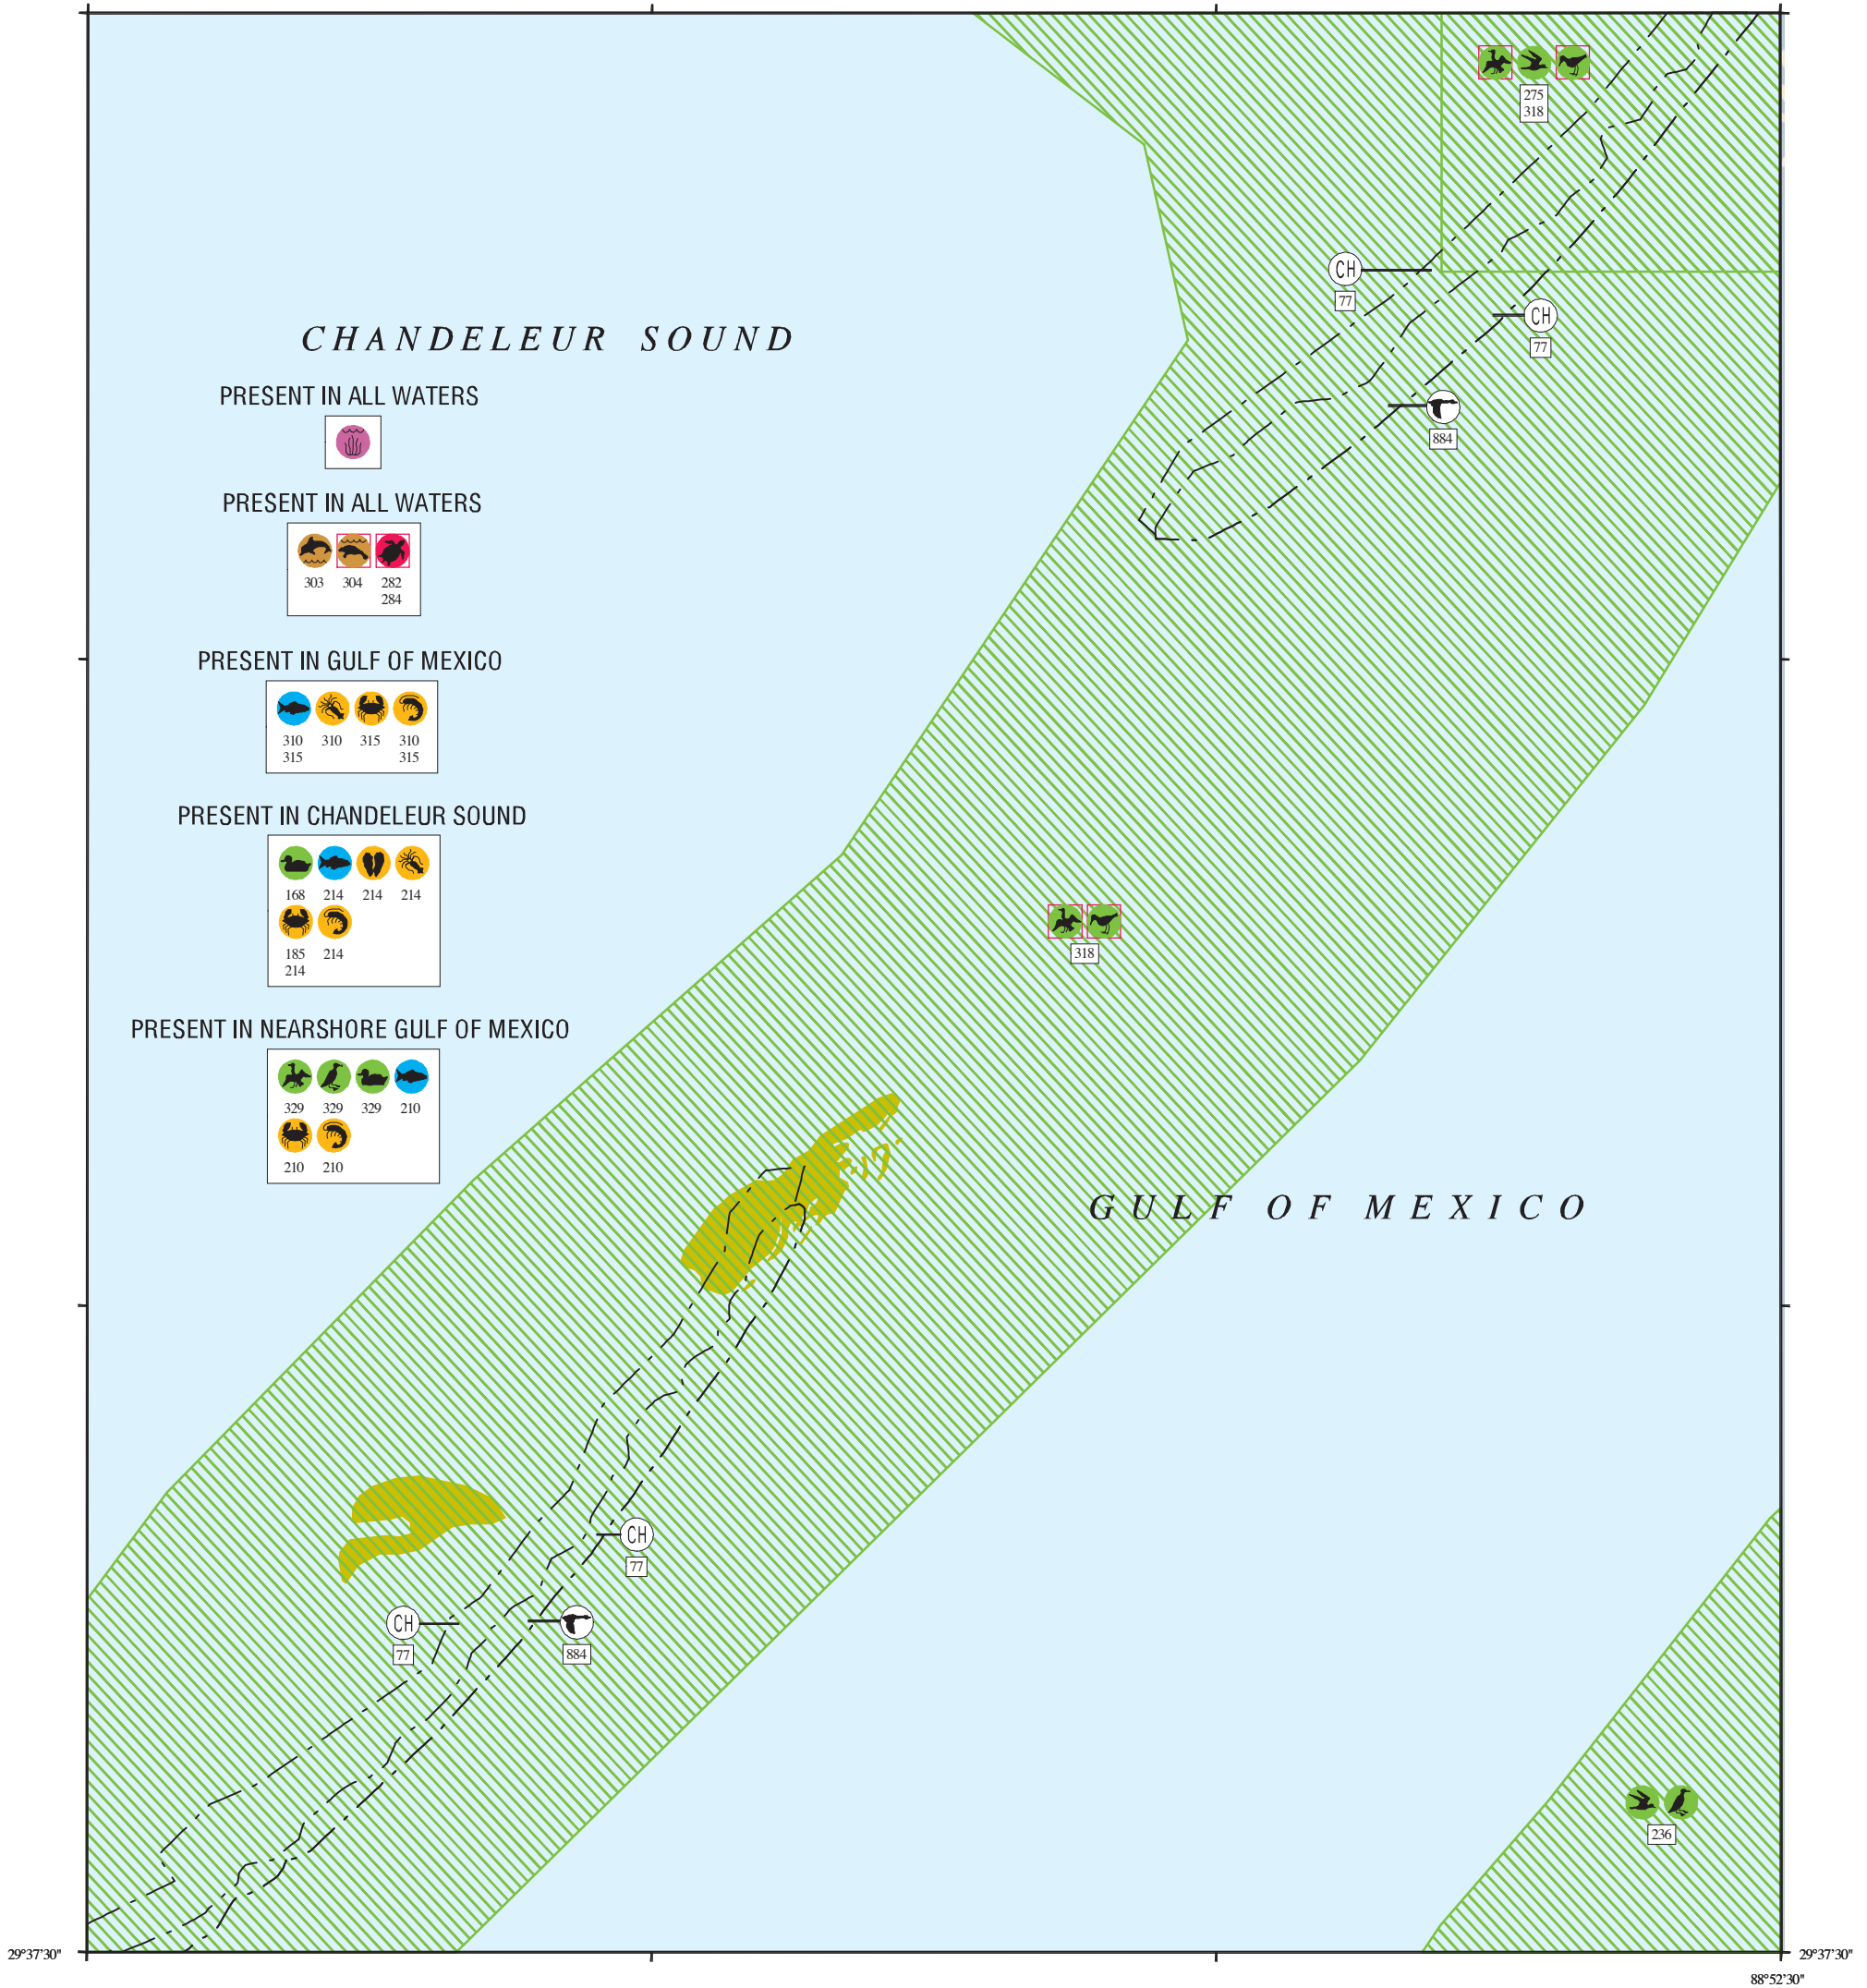 275
318
CH
77
CH
77
CHANDELEUR SOUND
PRESENT IN ALL WATERS
884
PRESENT IN ALL WATERS
303 304 282
284
PRESENT IN GULF OF MEXICO
310 310 315 310
315 315
PRESENT IN CHANDELEUR SOUND
168 214 214 214
185 214
214
318
PRESENT IN NEARSHORE GULF OF MEXICO
329 329 329 210
210 210
GULF OF MEXICO
CH
77
CH
77
884
236
29°37'30"
29°37'30"
88°52'30"